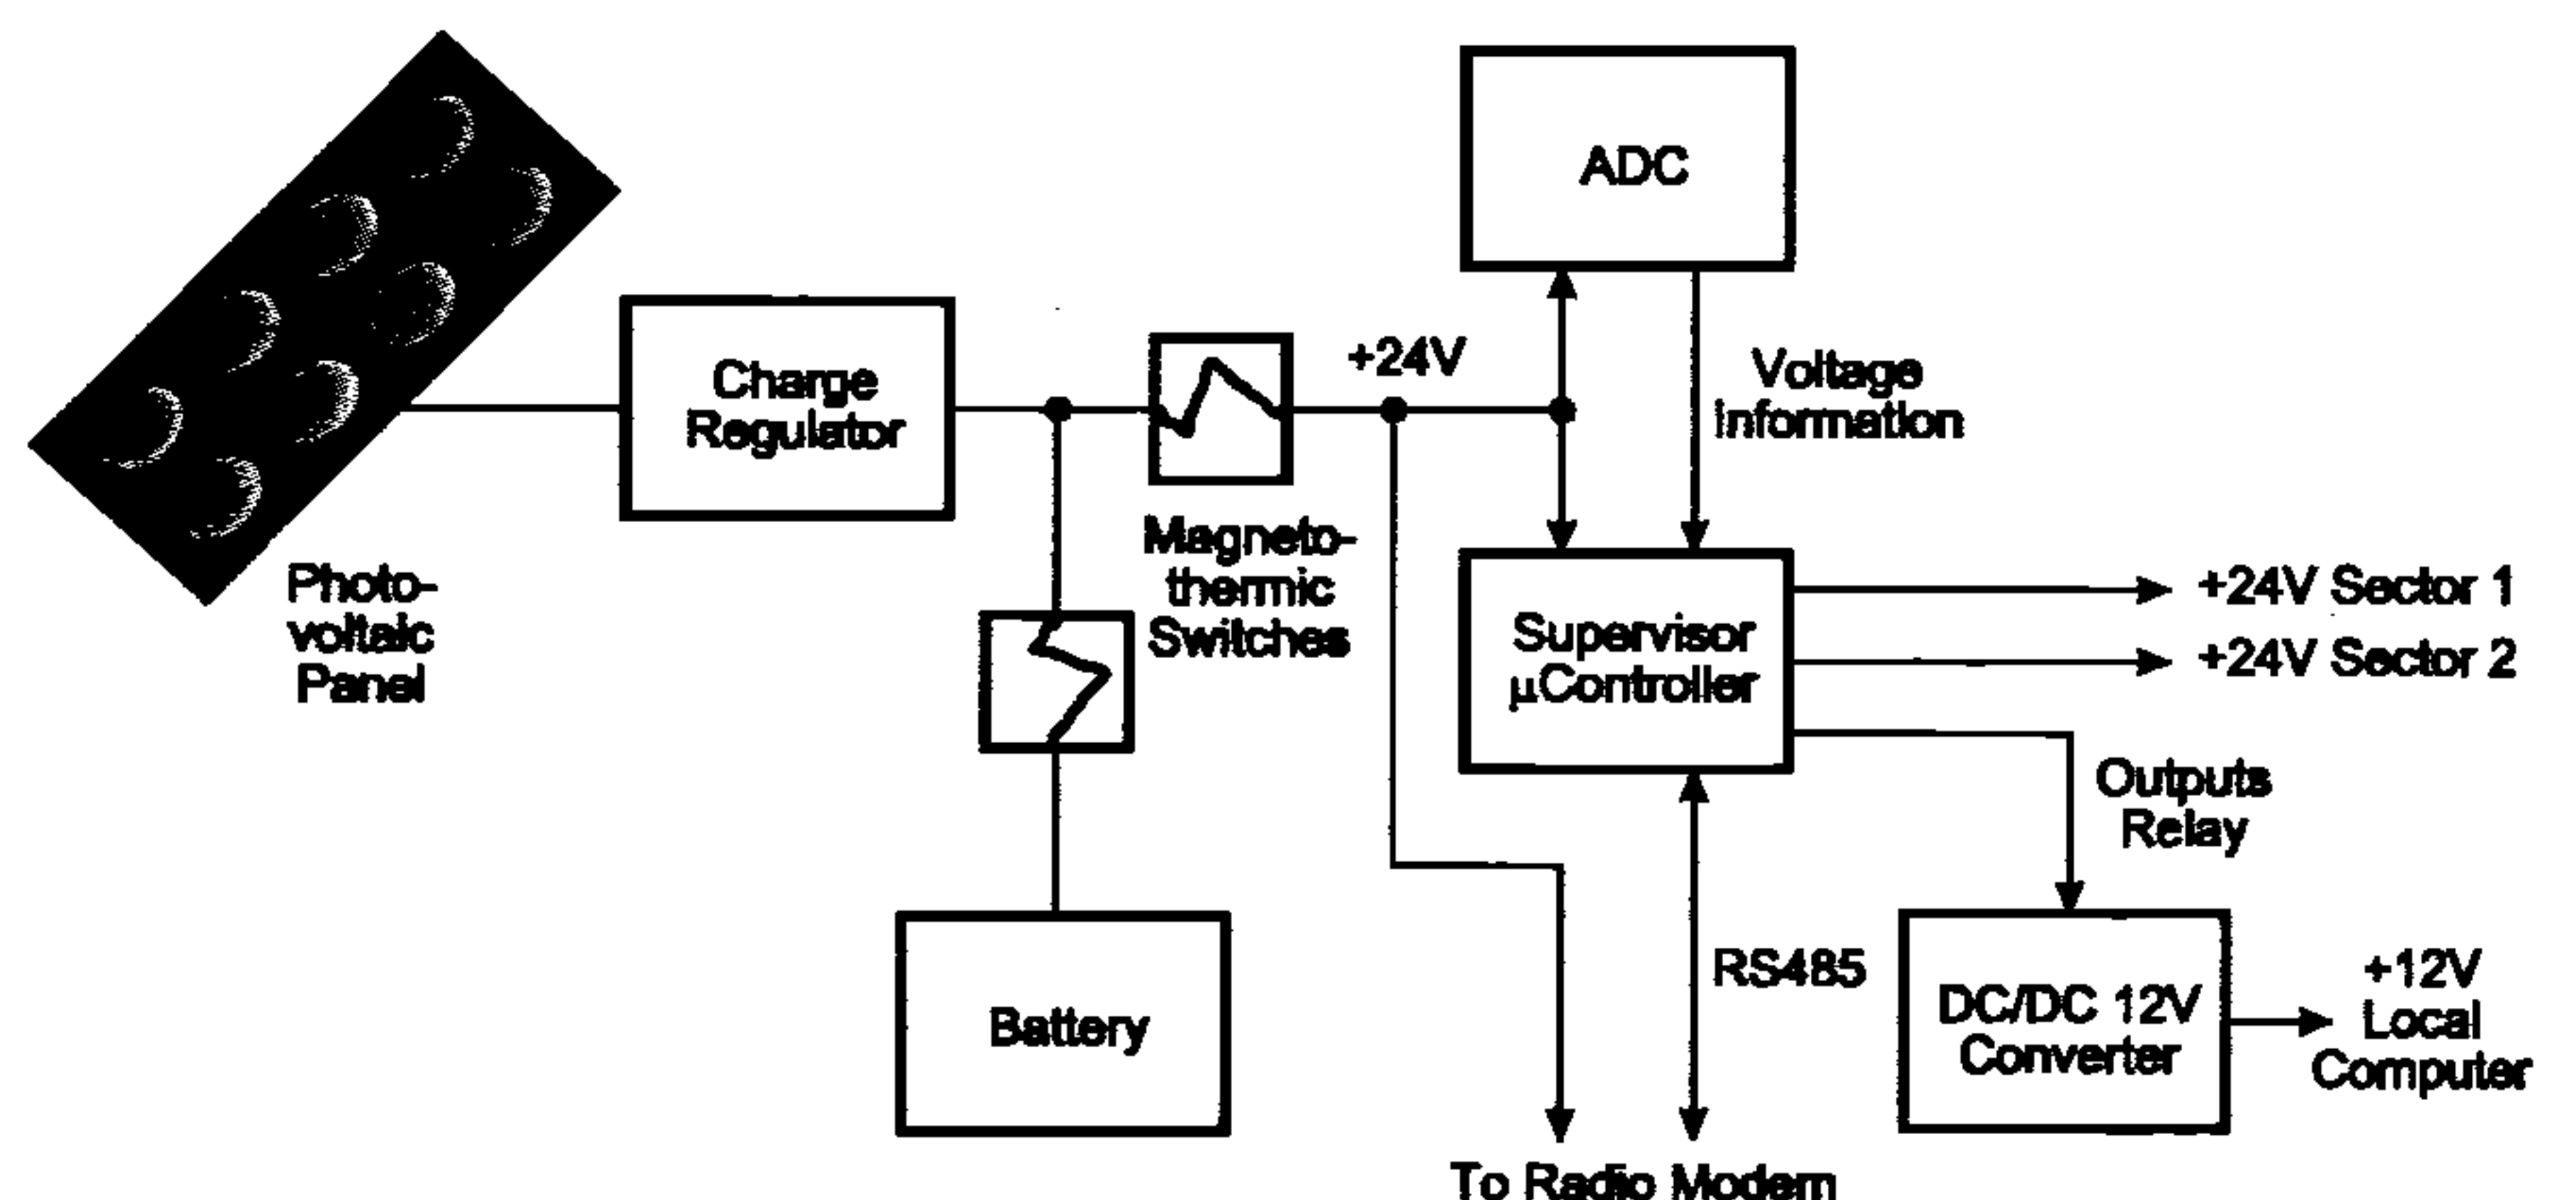 ADC
+24V
Voltage
Information
Charge
Regulator
Magneto-
thermic
Switches
Photo-
voltaic
Panel
Supervisor
μController
+24V Sector 1
+24V Sector 2
Outputs
Relay
Battery
RS485
DC/DC 12V
Converter
+12V
Local
Computer
To Radio Modem